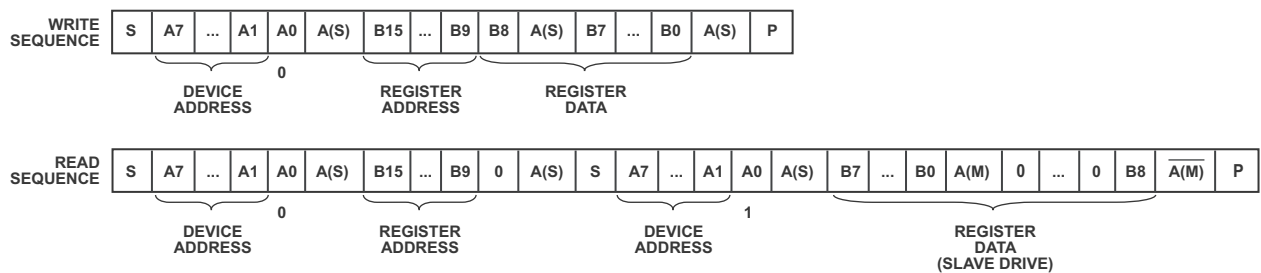 WRITE
SEQUENCE
S A7 ... A1 A0 A(S) B15 ... B9 B8 A(S) B7 ... B0 A(S) P
0
DEVICE
ADDRESS
REGISTER
ADDRESS
REGISTER
DATA
READ
SEQUENCE
S A7 ... A1 A0 A(S) B15 ... B9 0 A(S) S A7 ... A1 A0 A(S) B7 ... B0 A(M) 0 ... 0 B8 A̅(̅M̅)̅ P
0 1
DEVICE
ADDRESS
REGISTER
ADDRESS
DEVICE
ADDRESS
REGISTER
DATA
(SLAVE DRIVE)